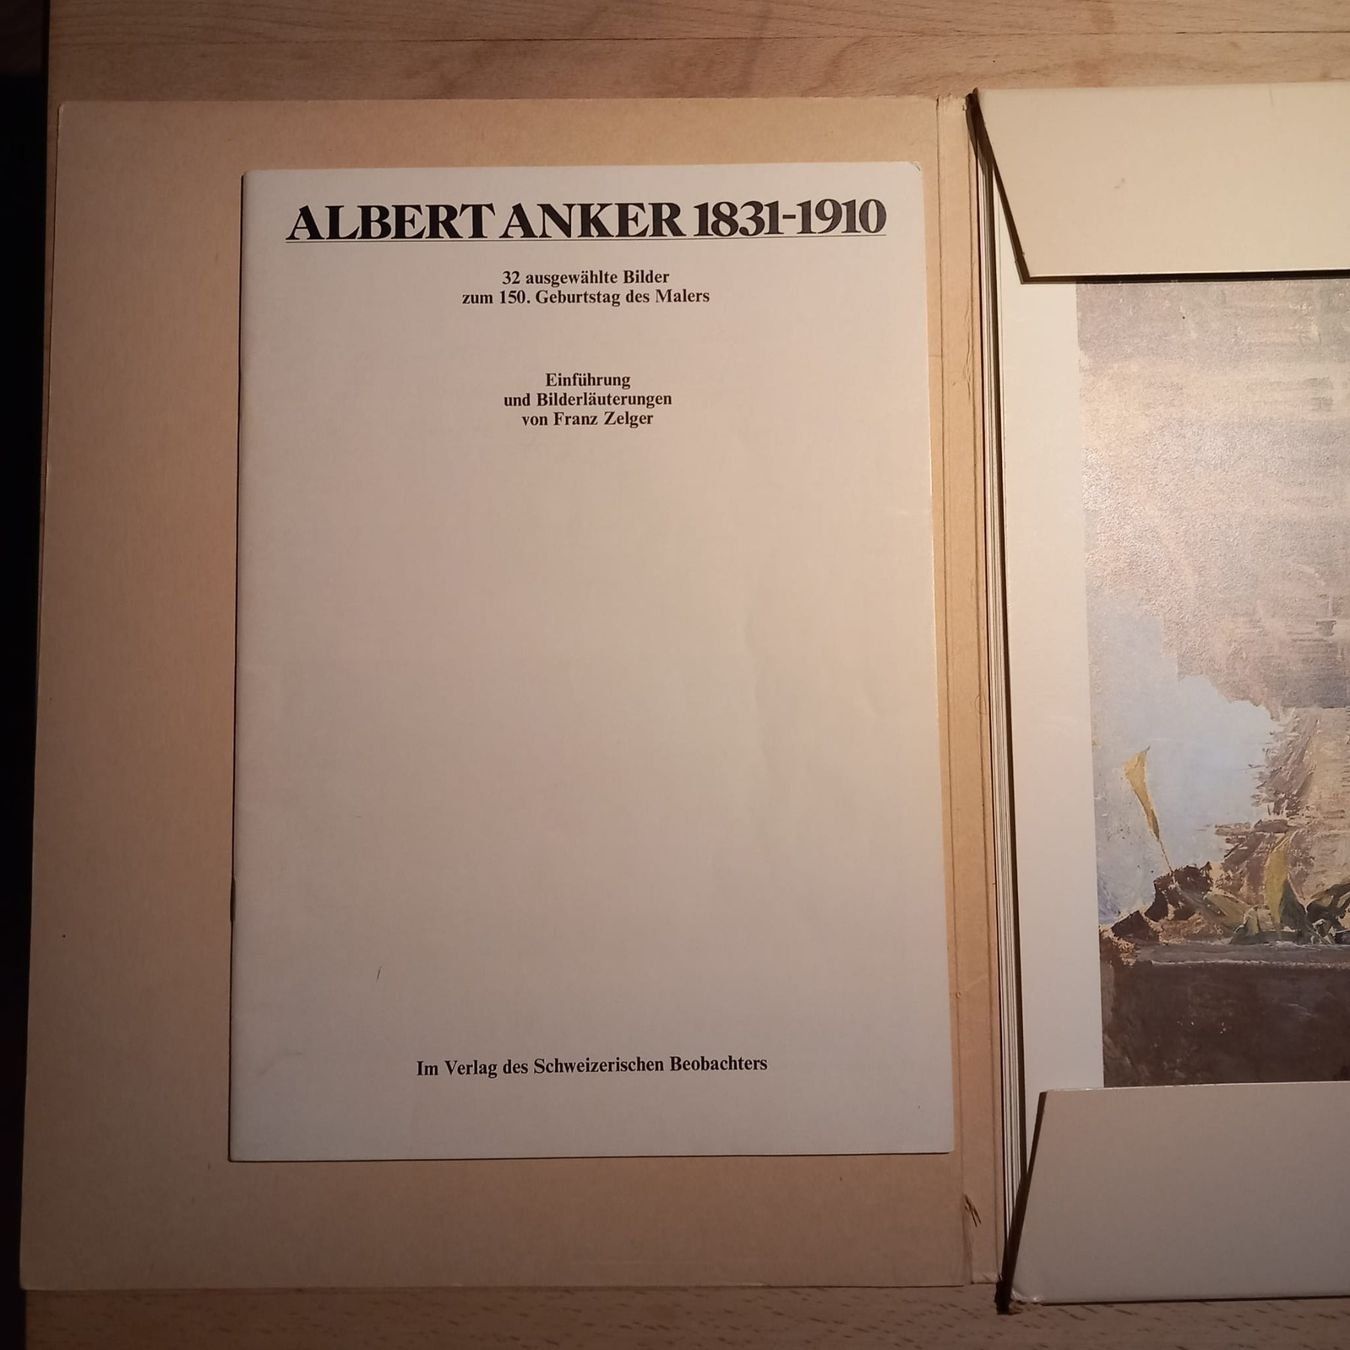 ALBERT ANKER 1831-1910
32 ausgewählte Bilder
zum 150. Geburtstag des Malers
Einführung
und Bilderläuterungen
von Franz Zelger
Im Verlag des Schweizerischen Beobachters